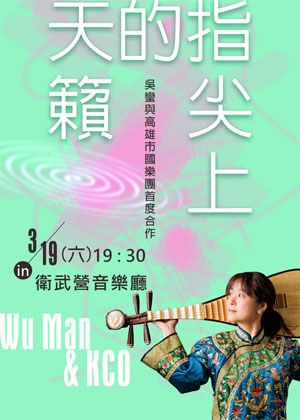 指尖上
的
天籟
吳蠻與高雄市國樂團首度合作
3/19(六)19:30
in
衛武營音樂廳
Wu Man
& KCO